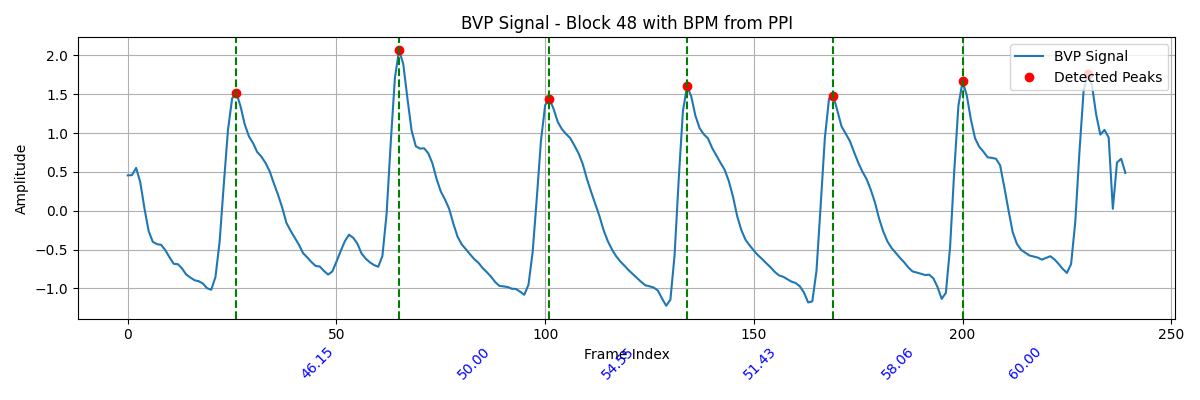 BVP Signal - Block 48 with BPM from PPI
BVP Signal
Detected Peaks
Amplitude
2.0
1.5
1.0
0.5
0.0
−0.5
−1.0
0 50 100 150 200 250
Frame Index
46.15 50.00 54.55 51.43 58.06 60.00